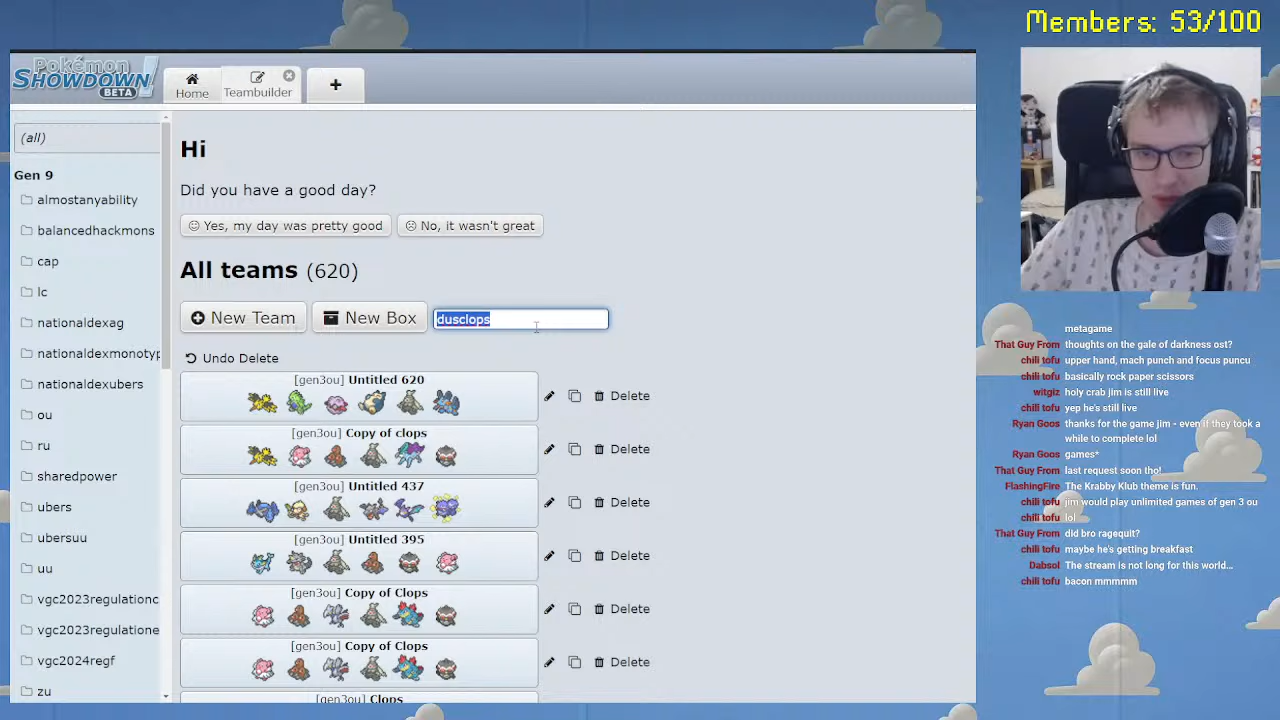 Members: 53/100
Pokémon
SHOWDOWN!
BETA
Home
Teambuilder
+
(all)
Gen 9
almostanyability
balancedhackmons
cap
lc
nationaldexag
nationaldexmonotyp
nationaldexubers
ou
ru
sharedpower
ubers
ubersuu
uu
vgc2023regulationc
vgc2023regulatione
vgc2024regf
zu
Hi
Did you have a good day?
Yes, my day was pretty good
No, it wasn't great
All teams (620)
New Team
New Box
dusclops
Undo Delete
[gen3ou] Untitled 620
Delete
[gen3ou] Copy of clops
Delete
[gen3ou] Untitled 437
Delete
[gen3ou] Untitled 395
Delete
[gen3ou] Copy of Clops
Delete
[gen3ou] Copy of Clops
Delete
[gen3ou] Clops
metagame
That Guy From thoughts on the gale of darkness ost?
chili tofu upper hand, mach punch and focus puncu
chili tofu basically rock paper scissors
witgiz holy crab jim is still live
chili tofu yep he's still live
Ryan Goos thanks for the game jim - even if they took a
while to complete lol
Ryan Goos games*
That Guy From last request soon tho!
FlashingFire The Krabby Klub theme is fun.
chili tofu jim would play unlimited games of gen 3 ou
chili tofu lol
That Guy From did bro ragequit?
chili tofu maybe he's getting breakfast
Dabsol The stream is not long for this world...
chili tofu bacon mmmmm